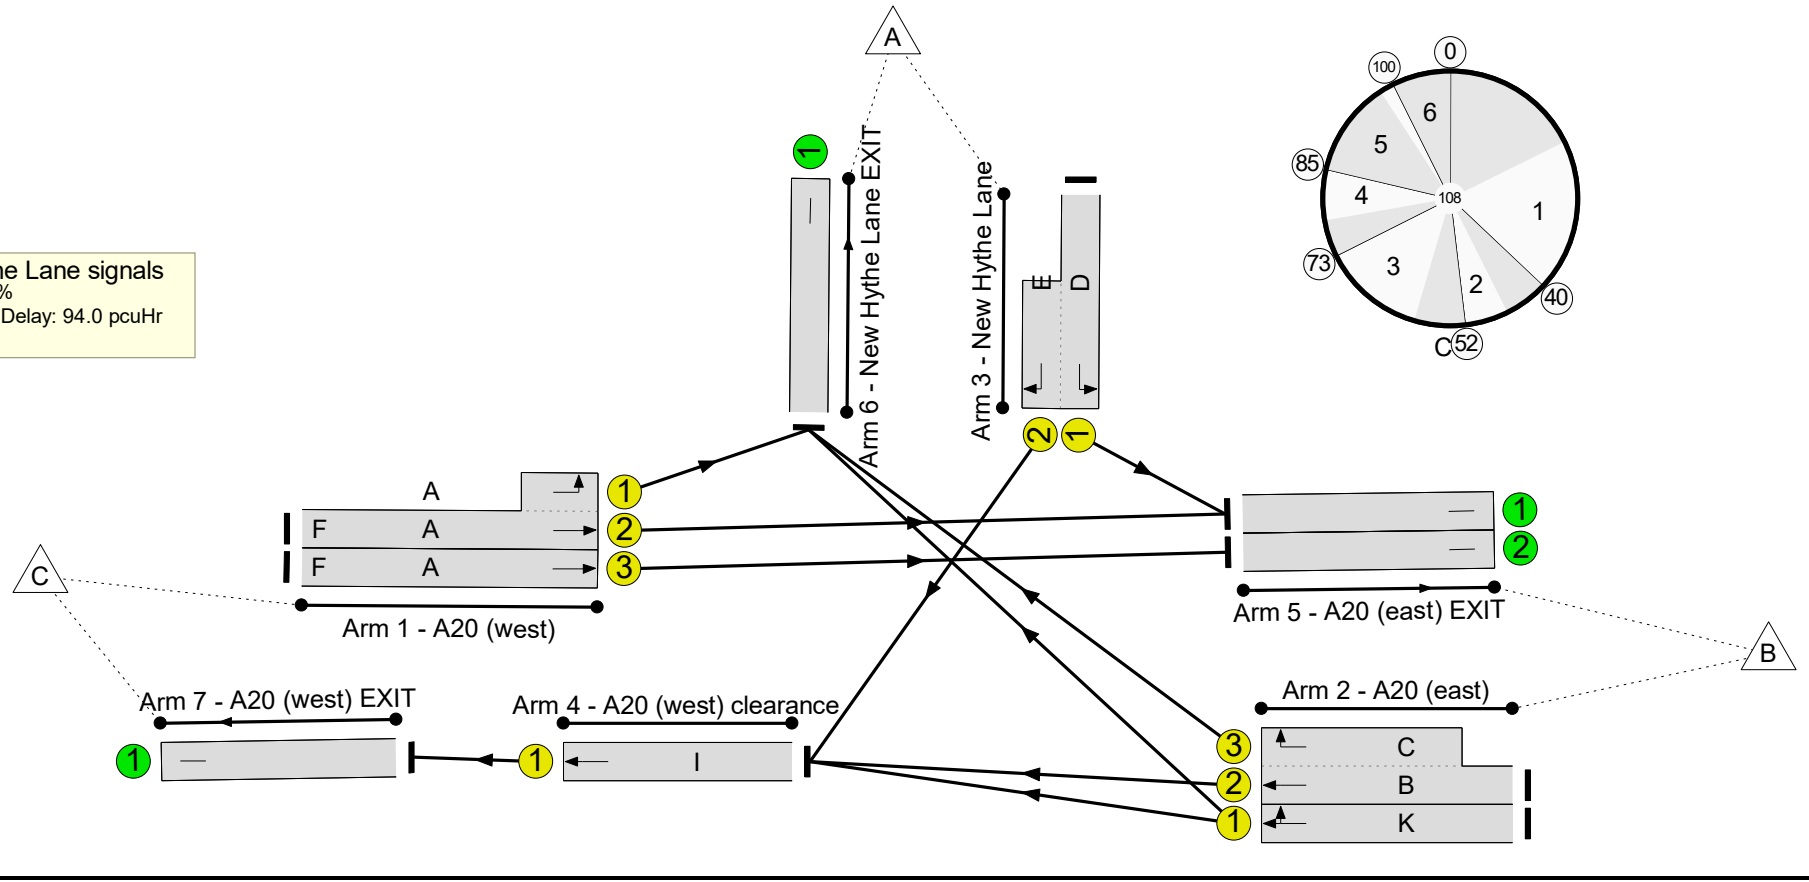 A
100
0
6
5
85
4
108
1
73
3
2
40
C
52
1
Arm 6 - New Hythe Lane EXIT
Arm 3 - New Hythe Lane
E
D
2
1
ne Lane signals
%
Delay: 94.0 pcuHr
A
1
F
A
2
F
A
3
C
Arm 1 - A20 (west)
1
2
Arm 5 - A20 (east) EXIT
B
Arm 7 - A20 (west) EXIT
Arm 4 - A20 (west) clearance
Arm 2 - A20 (east)
1
1
I
3
C
2
B
1
K